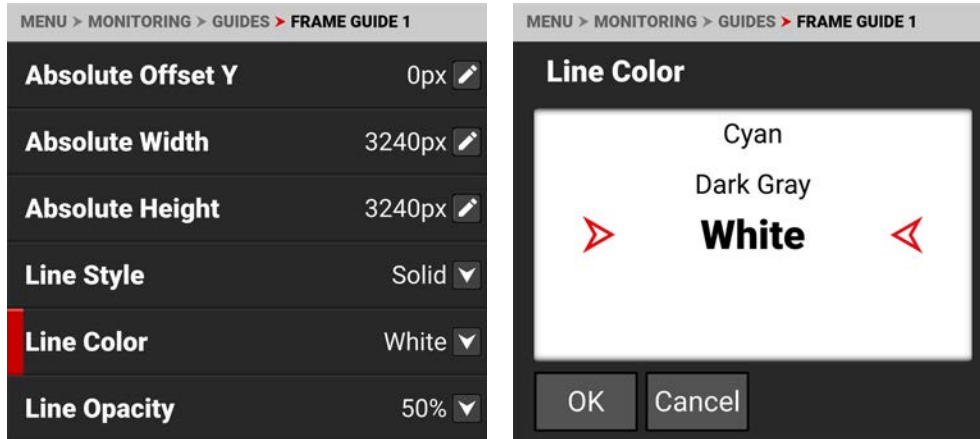 MENU > MONITORING > GUIDES > FRAME GUIDE 1
Absolute Offset Y 0px
Absolute Width 3240px
Absolute Height 3240px
Line Style Solid
Line Color White
Line Opacity 50%
MENU > MONITORING > GUIDES > FRAME GUIDE 1
Line Color
Cyan
Dark Gray
White
OK Cancel